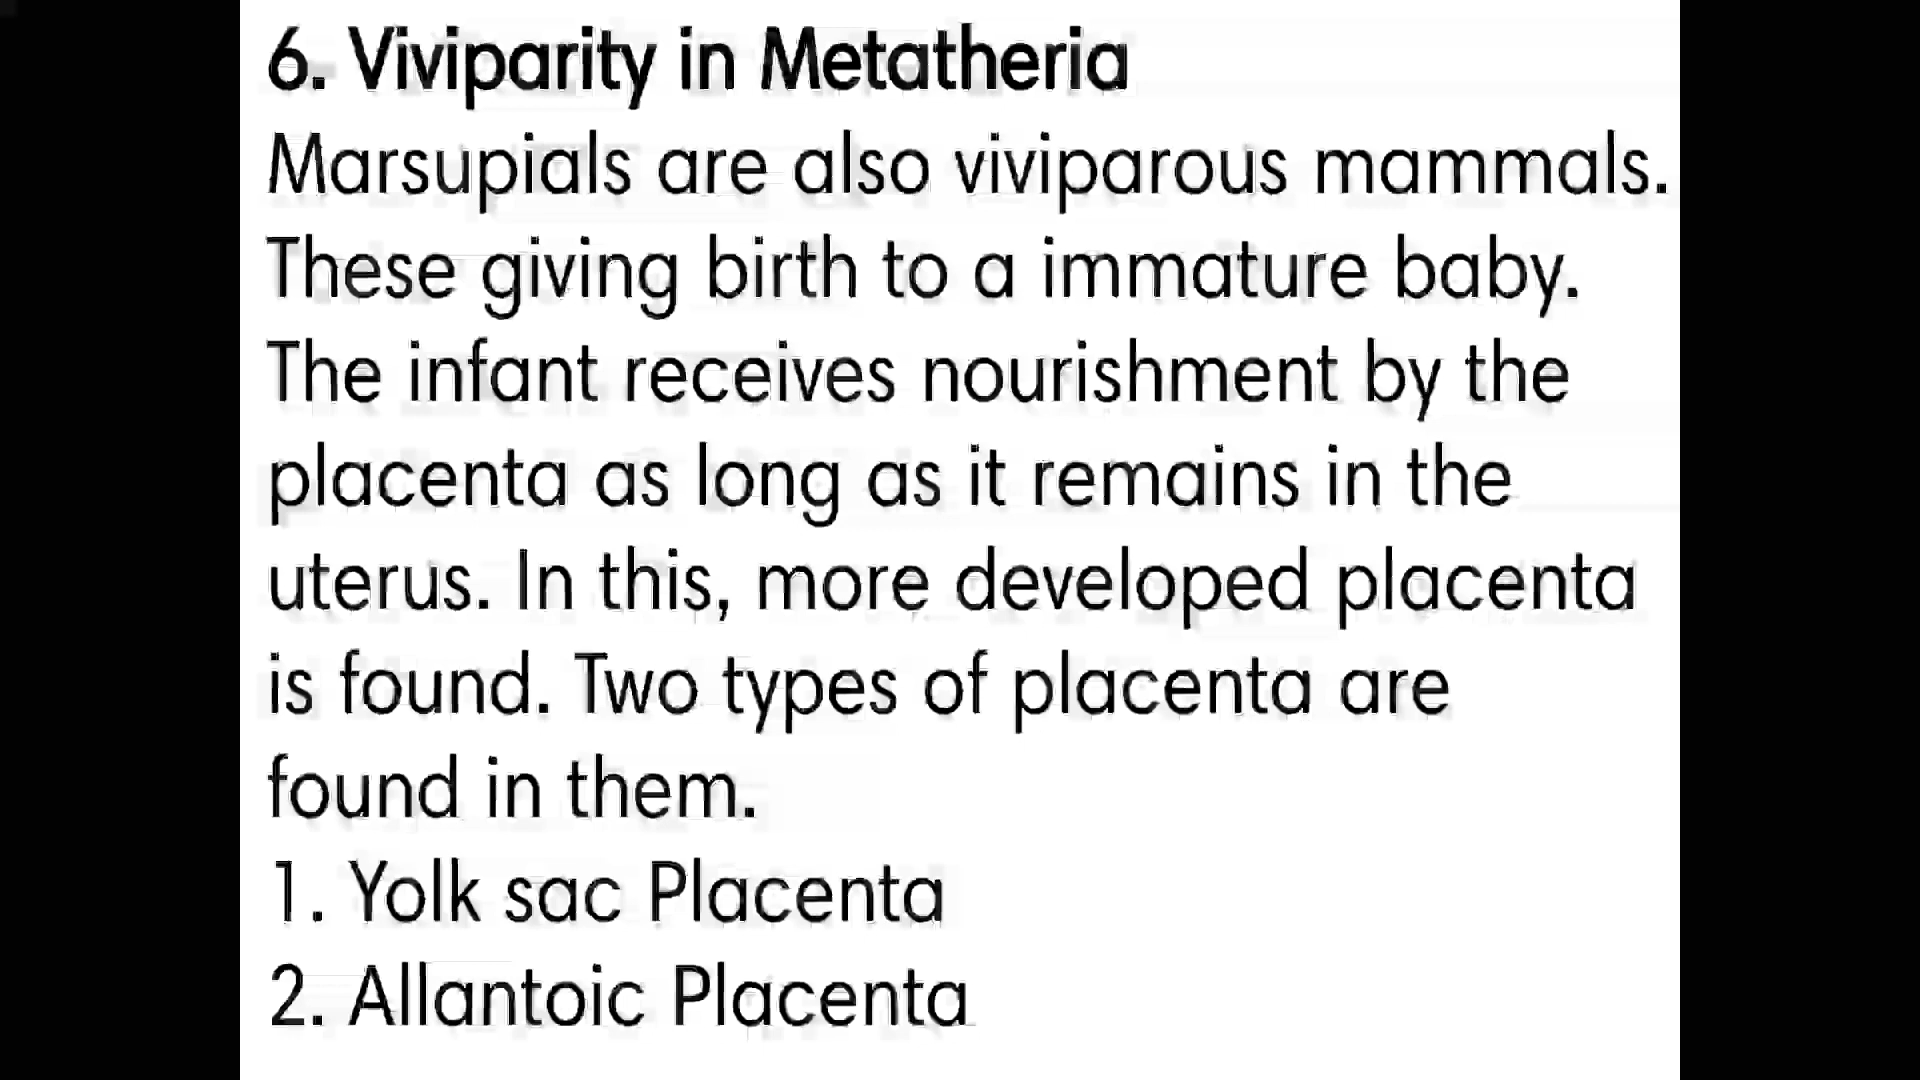 6. Viviparity in Metatheria
Marsupials are also viviparous mammals.
These giving birth to a immature baby.
The infant receives nourishment by the
placenta as long as it remains in the
uterus. In this, more developed placenta
is found. Two types of placenta are
found in them.
1. Yolk sac Placenta
2. Allantoic Placenta